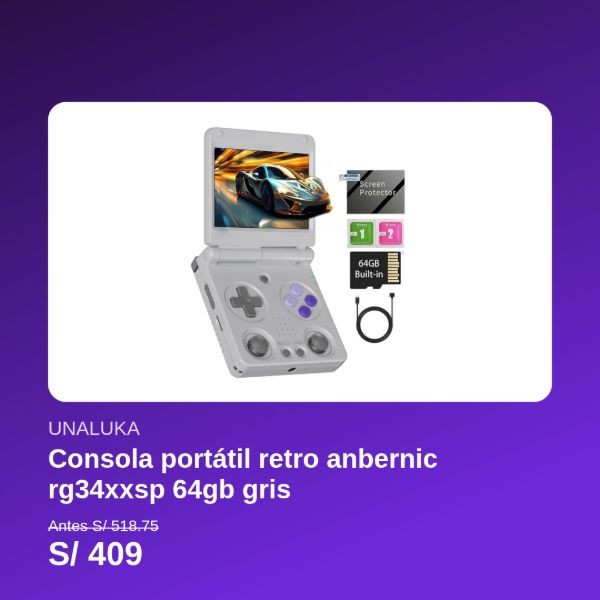 Screen
Protector
1
2
64GB
Built-in
UNALUKA
Consola portátil retro anbernic
rg34xxsp 64gb gris
Antes S/ 518.75
S/ 409